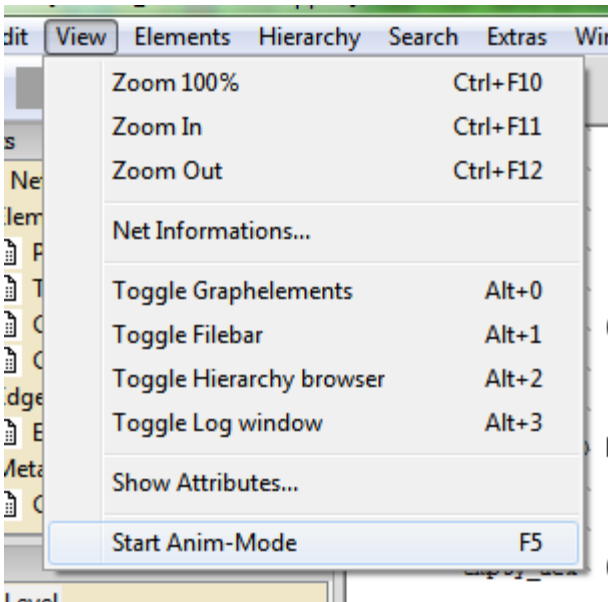 View Elements Hierarchy Search Extras
Zoom 100% Ctrl+F10
Zoom In Ctrl+F11
Zoom Out Ctrl+F12
Net Informations...
Toggle Graphelements Alt+0
Toggle Filebar Alt+1
Toggle Hierarchy browser Alt+2
Toggle Log window Alt+3
Show Attributes...
Start Anim-Mode F5
Level